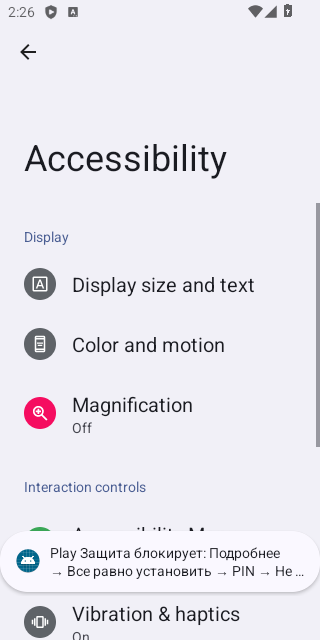 2:26
Accessibility
Display
Display size and text
Color and motion
Magnification
Off
Interaction controls
Play Защита блокирует: Подробнее
→ Все равно установить → PIN → Не ...
Vibration & haptics
On